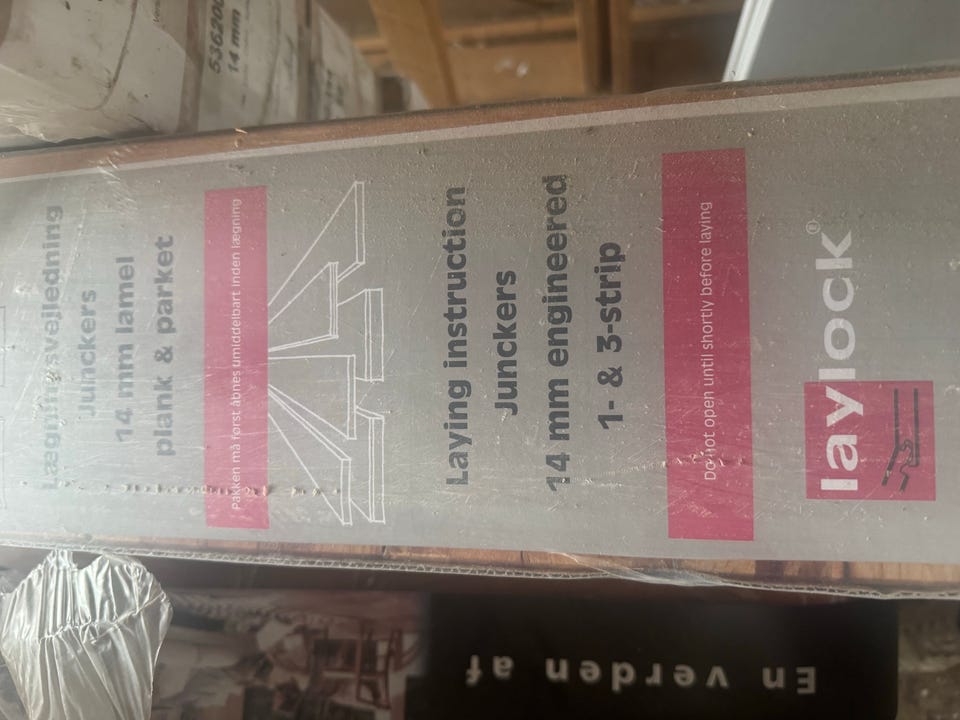 Lægningsvejledning
Junckers
14 mm lamel
plank & parket
Pakken må først åbnes umiddelbart inden lægning
Laying instruction
Junckers
14 mm engineered
1- & 3-strip
Do not open until shortly before laying
laylock®
14 mm
En verden af